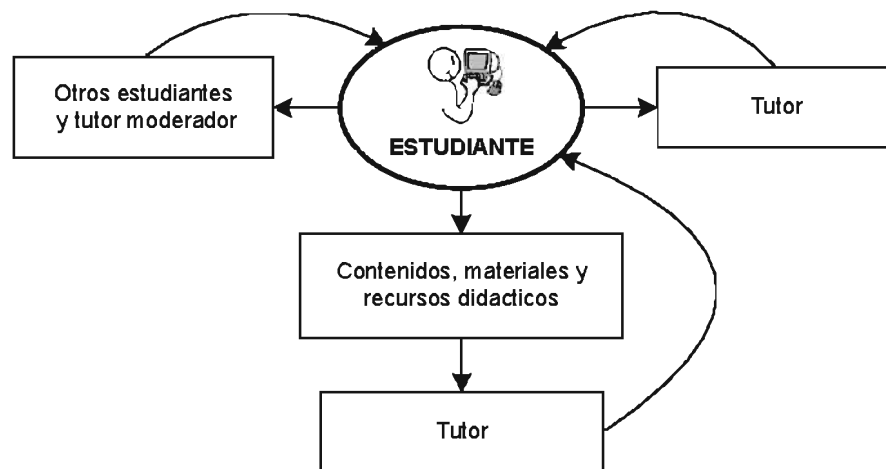 Otros estudiantes
y tutor moderador
ESTUDIANTE
Tutor
Contenidos, materiales y
recursos didacticos
Tutor